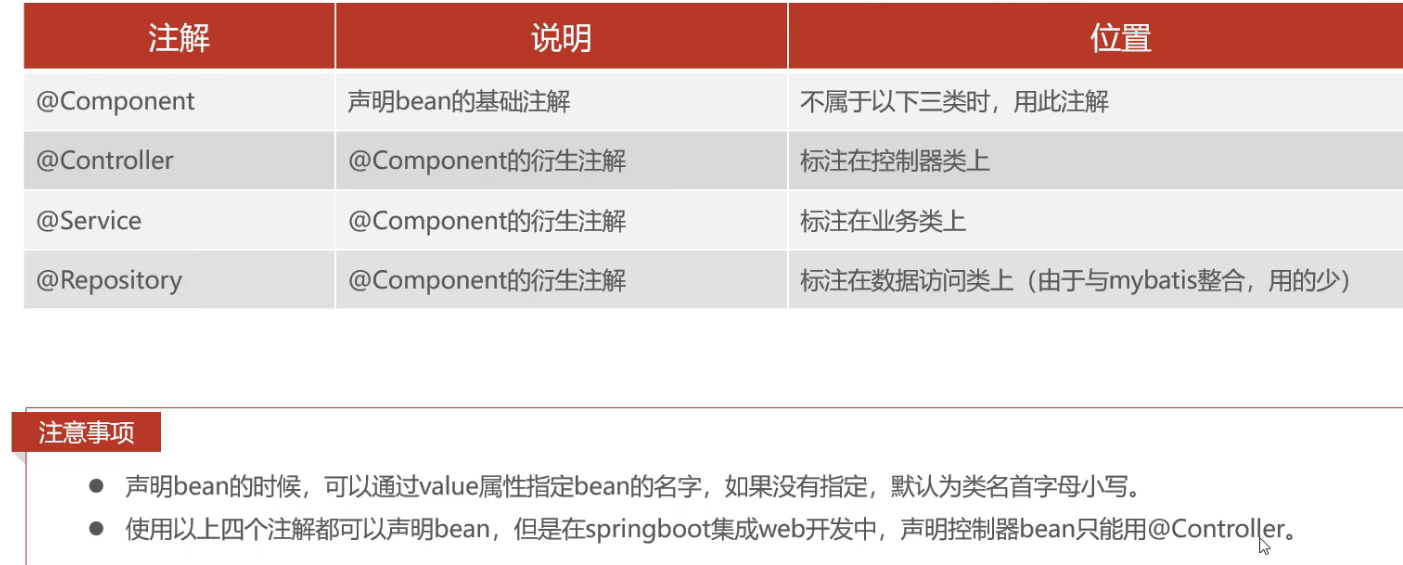 注解 说明 位置
@Component 声明bean的基础注解 不属于以下三类时，用此注解
@Controller @Component的衍生注解 标注在控制器类上
@Service @Component的衍生注解 标注在业务类上
@Repository @Component的衍生注解 标注在数据访问类上（由于与mybatis整合，用的少）
注意事项
● 声明bean的时候，可以通过value属性指定bean的名字，如果没有指定，默认为类名首字母小写。
● 使用以上四个注解都可以声明bean，但是在springboot集成web开发中，声明控制器bean只能用@Controller。